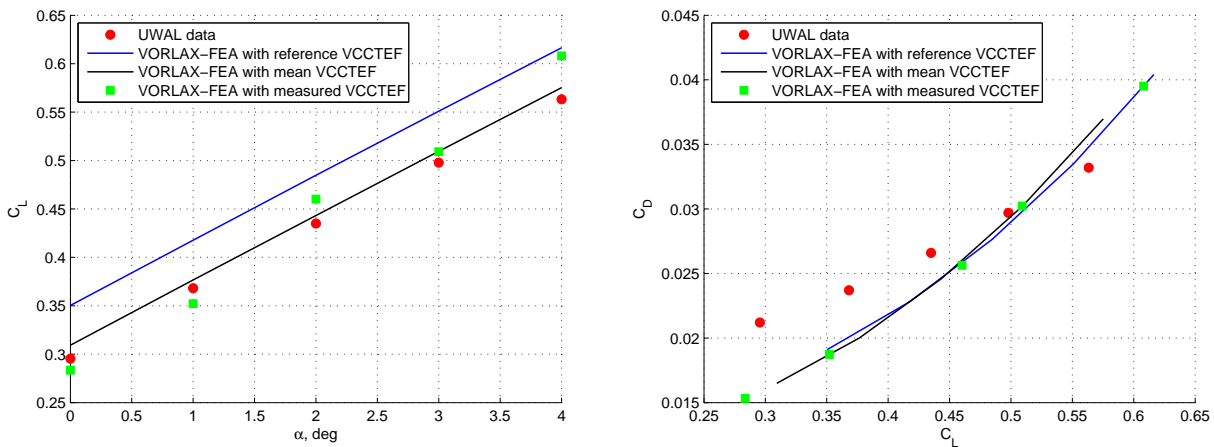 UWAL data
VORLAX−FEA with reference VCCTEF
VORLAX−FEA with mean VCCTEF
VORLAX−FEA with measured VCCTEF
0.65
0.6
0.55
0.5
0.45
0.4
0.35
0.3
0.25
C_L
0 0.5 1 1.5 2 2.5 3 3.5 4
α, deg
UWAL data
VORLAX−FEA with reference VCCTEF
VORLAX−FEA with mean VCCTEF
VORLAX−FEA with measured VCCTEF
0.045
0.04
0.035
0.03
0.025
0.02
0.015
C_D
0.25 0.3 0.35 0.4 0.45 0.5 0.55 0.6 0.65
C_L